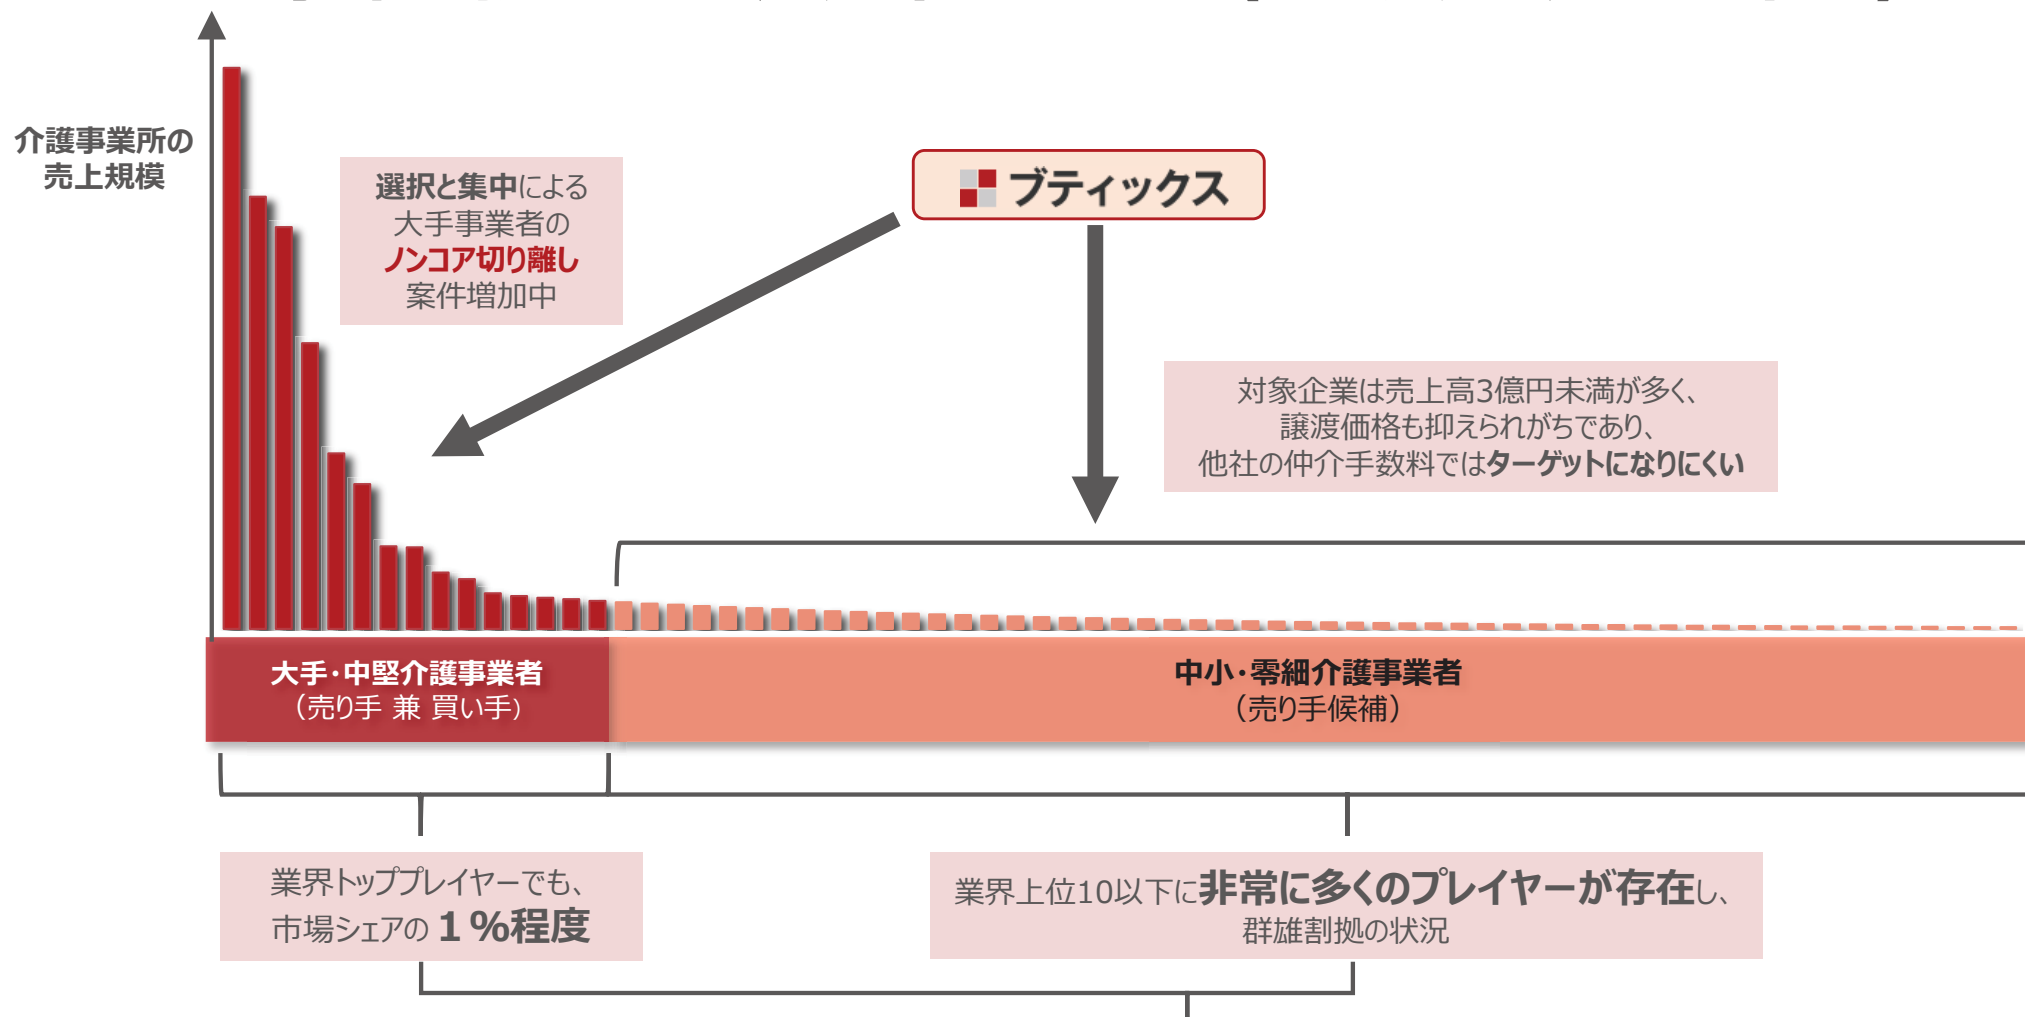 介護事業所の
売上規模
選択と集中による
大手事業者の
ノンコア切り離し
案件増加中
ブティックス
対象企業は売上高3億円未満が多く、
譲渡価格も抑えられがちであり、
他社の仲介手数料ではターゲットになりにくい
大手・中堅介護事業者
（売り手 兼 買い手）
中小・零細介護事業者
（売り手候補）
業界トッププレイヤーでも、
市場シェアの１%程度
業界上位10以下に非常に多くのプレイヤーが存在し、
群雄割拠の状況